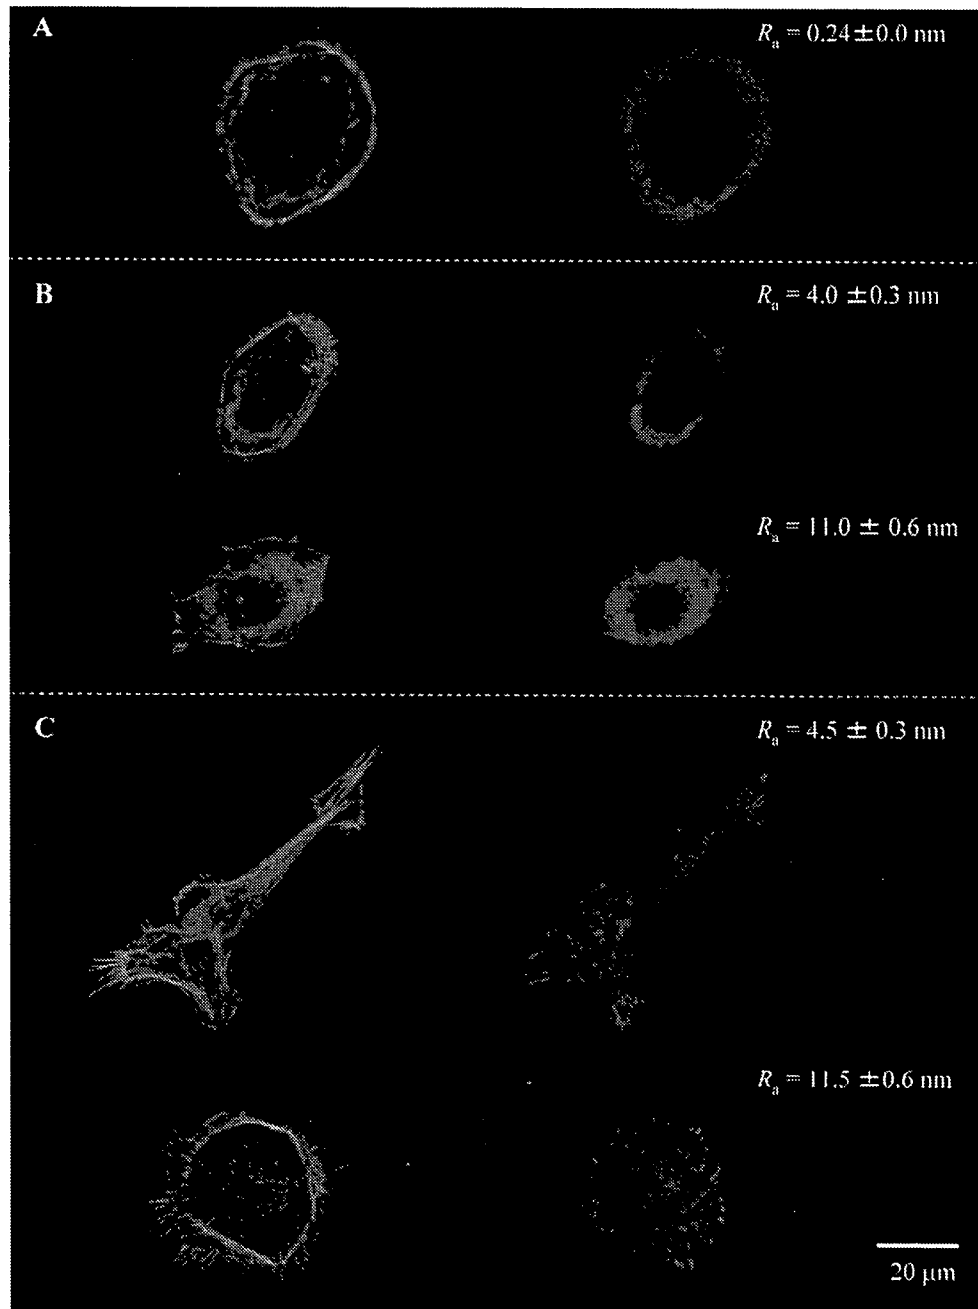 A
Rₐ = 0.24±0.0 nm
B
Rₐ = 4.0 ±0.3 nm
Rₐ = 11.0 ± 0.6 nm
C
Rₐ = 4.5 ± 0.3 nm
Rₐ = 11.5 ±0.6 nm
20 μm